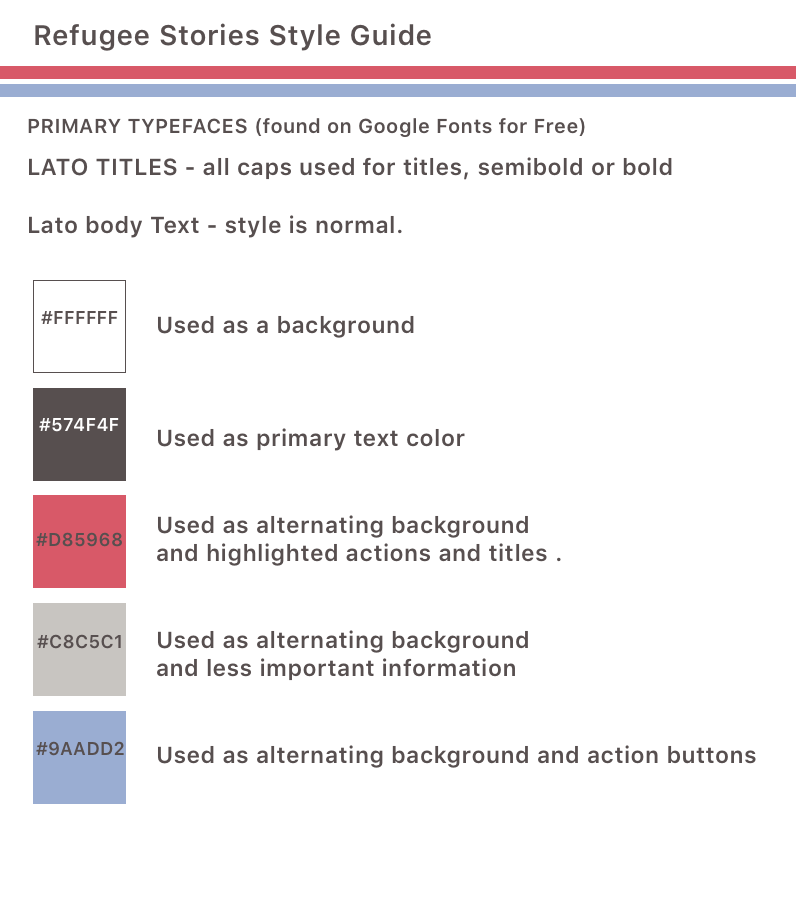 Refugee Stories Style Guide
PRIMARY TYPEFACES (found on Google Fonts for Free)
LATO TITLES - all caps used for titles, semibold or bold
Lato body Text - style is normal.
#FFFFFF
Used as a background
#574F4F
Used as primary text color
#D85968
Used as alternating background
and highlighted actions and titles .
#C8C5C1
Used as alternating background
and less important information
#9AADD2
Used as alternating background and action buttons